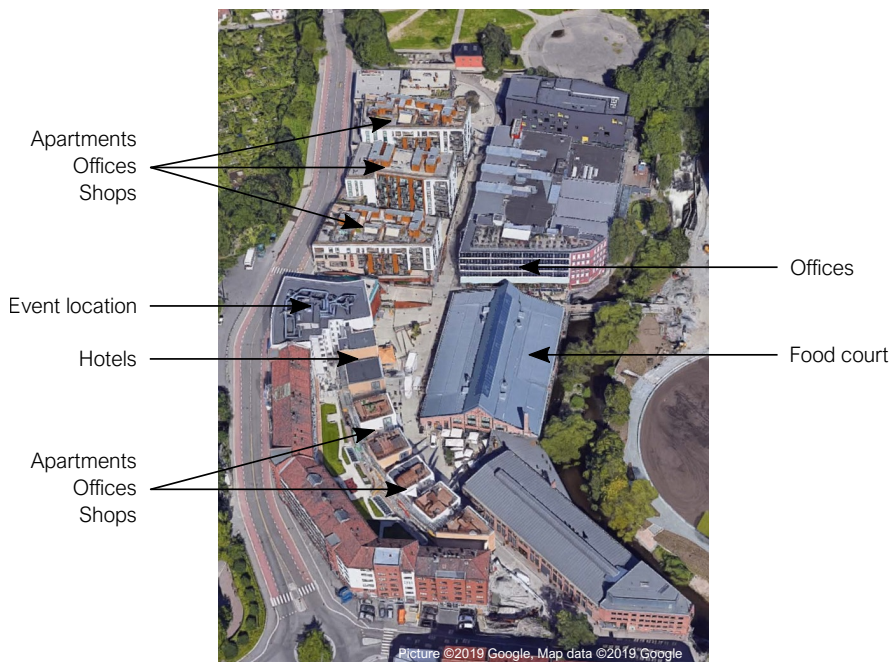 Apartments
Offices
Shops
Offices
Event location
Hotels
Food court
Apartments
Offices
Shops
Picture ©2019 Google, Map data ©2019 Google